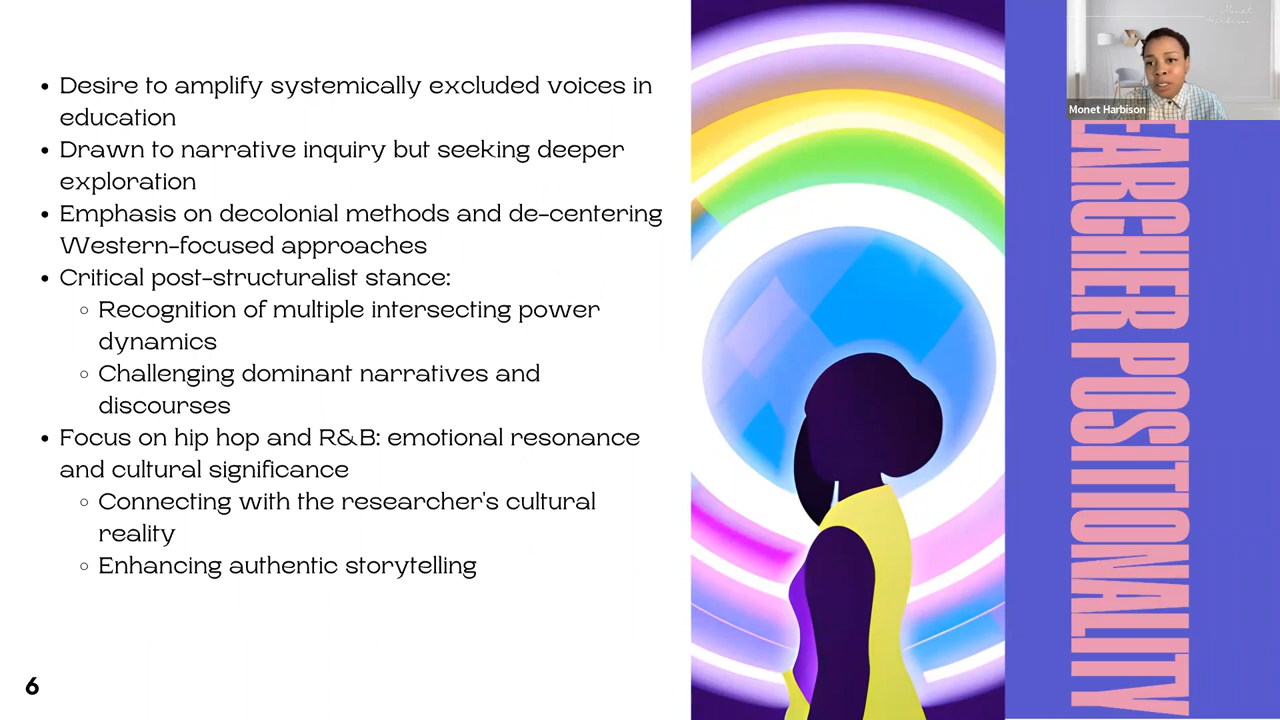 • Desire to amplify systemically excluded voices in
education
• Drawn to narrative inquiry but seeking deeper
exploration
• Emphasis on decolonial methods and de-centering
Western-focused approaches
• Critical post-structuralist stance:
◦ Recognition of multiple intersecting power
dynamics
◦ Challenging dominant narratives and
discourses
• Focus on hip hop and R&B: emotional resonance
and cultural significance
◦ Connecting with the researcher's cultural
reality
◦ Enhancing authentic storytelling
6
Monet
Harbison
Monet Harbison
EARCHER POSITIONALITY